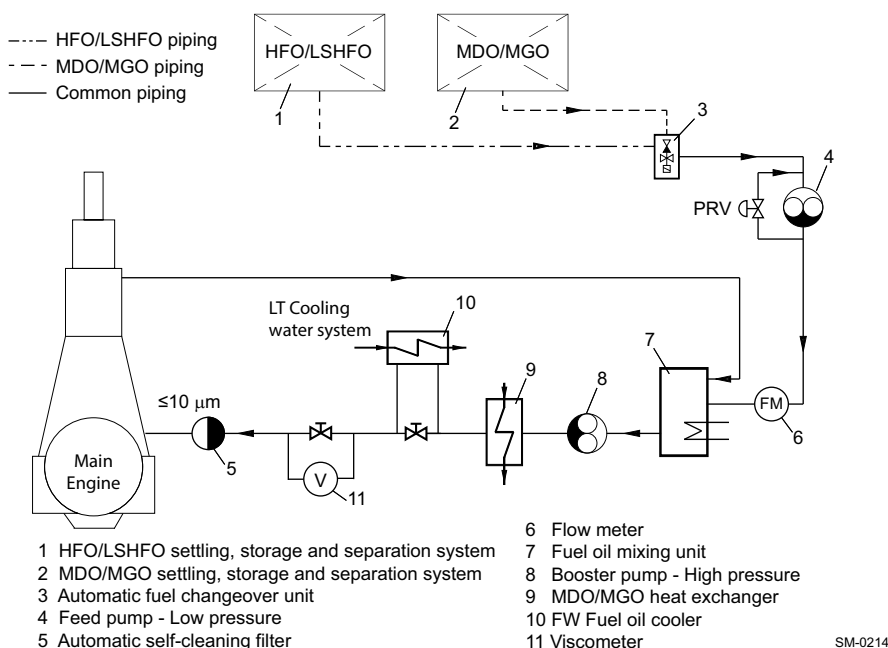 HFO/LSHFO piping
MDO/MGO piping
Common piping
HFO/LSHFO
MDO/MGO
1
2
3
4
PRV
LT Cooling
water system
10
9
8
7
FM
6
≤10 μm
5
V
11
Main
Engine
1 HFO/LSHFO settling, storage and separation system
2 MDO/MGO settling, storage and separation system
3 Automatic fuel changeover unit
4 Feed pump - Low pressure
5 Automatic self-cleaning filter
6 Flow meter
7 Fuel oil mixing unit
8 Booster pump - High pressure
9 MDO/MGO heat exchanger
10 FW Fuel oil cooler
11 Viscometer
SM-0214